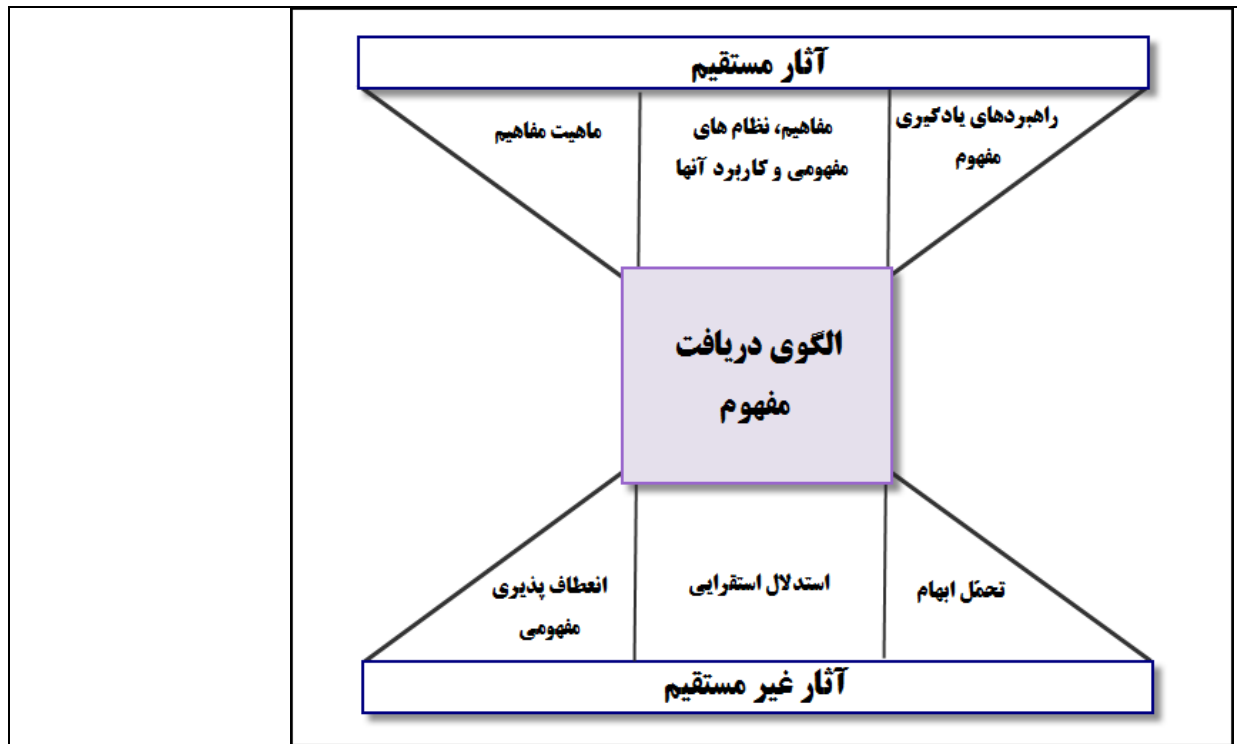 آثار مستقیم
راهبردهای یادگیری
مفهوم
مفاهیم، نظام های
مفهومی و کاربرد آنها
ماهیت مفاهیم
الگوی دریافت
مفهوم
تحمّل ابهام
استدلال استقرایی
انعطاف پذیری
مفهومی
آثار غیر مستقیم